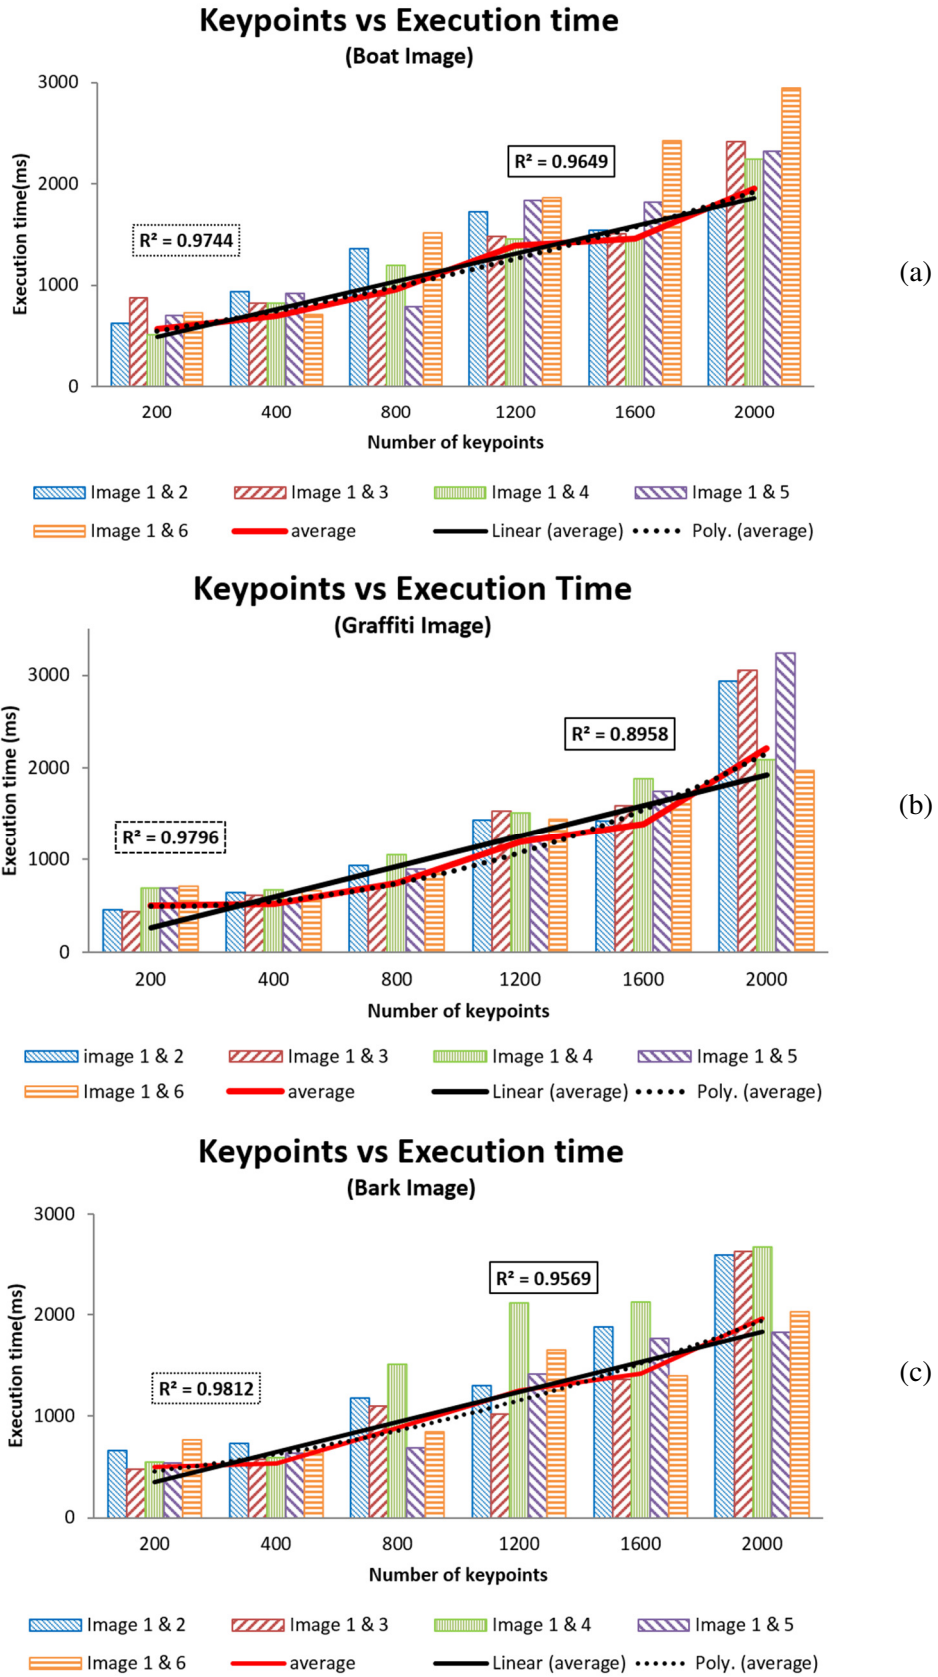 Keypoints vs Execution time
(Boat Image)
3000
R² = 0.9649
2000
R² = 0.9744
Execution time(ms)
(a)
1000
0
200 400 800 1200 1600 2000
Number of keypoints
Image 1 & 2 Image 1 & 3 Image 1 & 4 Image 1 & 5
Image 1 & 6 average Linear (average) Poly. (average)
Keypoints vs Execution Time
(Graffiti Image)
3000
R² = 0.8958
2000
Execution time (ms)
(b)
R² = 0.9796
1000
0
200 400 800 1200 1600 2000
Number of keypoints
image 1 & 2 Image 1 & 3 Image 1 & 4 Image 1 & 5
Image 1 & 6 average Linear (average) Poly. (average)
Keypoints vs Execution time
(Bark Image)
3000
R² = 0.9569
2000
Execution time(ms)
(c)
R² = 0.9812
1000
0
200 400 800 1200 1600 2000
Number of keypoints
Image 1 & 2 Image 1 & 3 Image 1 & 4 Image 1 & 5
Image 1 & 6 average Linear (average) Poly. (average)